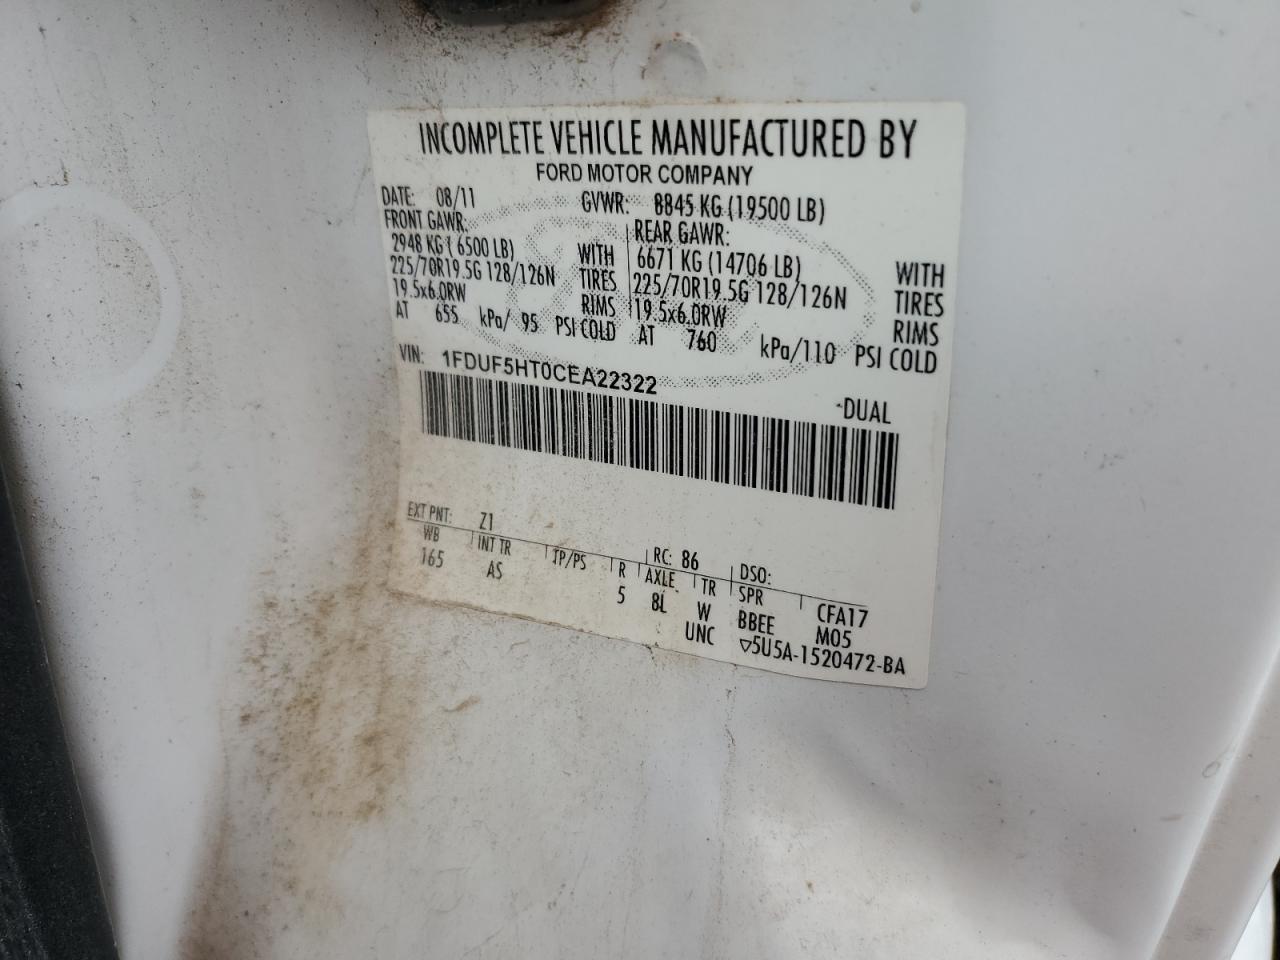 INCOMPLETE VEHICLE MANUFACTURED BY
FORD MOTOR COMPANY
DATE: 08/11 GVWR: 8845 KG (19500 LB)
FRONT GAWR: REAR GAWR:
2948 KG ( 6500 LB) WITH 6671 KG (14706 LB) WITH
225/70R19.5G 128/126N TIRES 225/70R19.5G 128/126N TIRES
19.5x6.0RW RIMS 19.5x6.0RW RIMS
AT 655 kPa/ 95 PSI COLD AT 760 kPa/110 PSI COLD
VIN: 1FDUF5HT0CEA22322
-DUAL
EXT PNT: Z1 RC: 86 DSO:
WB INT TR TP/PS R AXLE TR SPR CFA17
165 AS 5 8L W BBEE M05
UNC ▽5U5A-1520472-BA